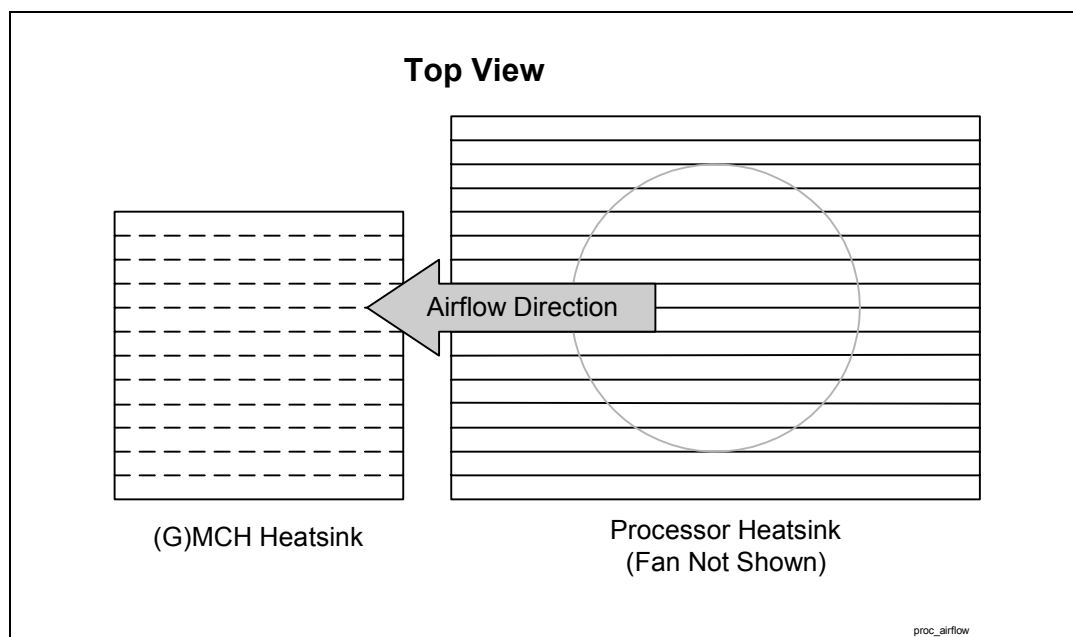 Top View
Airflow Direction
(G)MCH Heatsink
Processor Heatsink
(Fan Not Shown)
proc_airflow